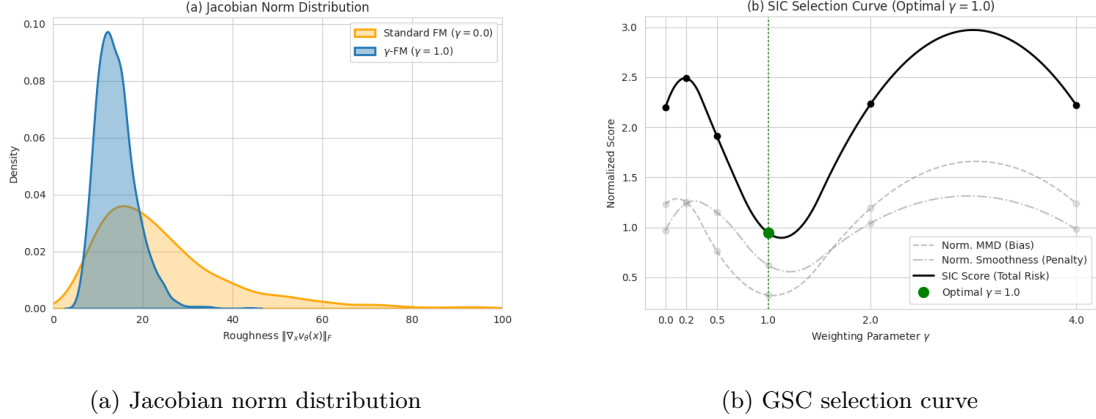 (a) Jacobian Norm Distribution
0.10
0.08
0.06
0.04
0.02
0.00
Density
0
20
40
60
80
100
Roughness ‖∇ₓv_θ(x)‖_F
Standard FM (γ = 0.0)
γ-FM (γ = 1.0)
(b) SIC Selection Curve (Optimal γ = 1.0)
3.0
2.5
2.0
1.5
1.0
0.5
Normalized Score
0.0
0.2
0.5
1.0
2.0
4.0
Weighting Parameter γ
Norm. MMD (Bias)
Norm. Smoothness (Penalty)
SIC Score (Total Risk)
Optimal γ = 1.0
(a) Jacobian norm distribution
(b) GSC selection curve